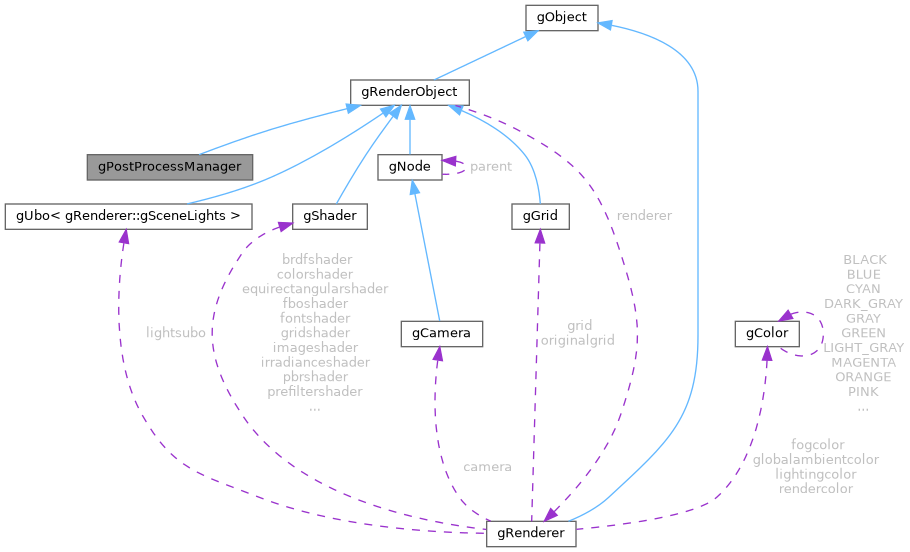 gObject
gRenderObject
gPostProcessManager
gNode
parent
gUbo< gRenderer::gSceneLights >
gShader
gGrid
renderer
brdfshader
colorshader
equirectangularshader
fboshader
fontshader
gridshader
imageshader
irradianceshader
pbrshader
prefiltershader
...
BLACK
BLUE
CYAN
DARK_GRAY
GRAY
GREEN
LIGHT_GRAY
MAGENTA
ORANGE
PINK
...
lightsubo
gCamera
grid
originalgrid
gColor
camera
fogcolor
globalambientcolor
lightingcolor
rendercolor
gRenderer